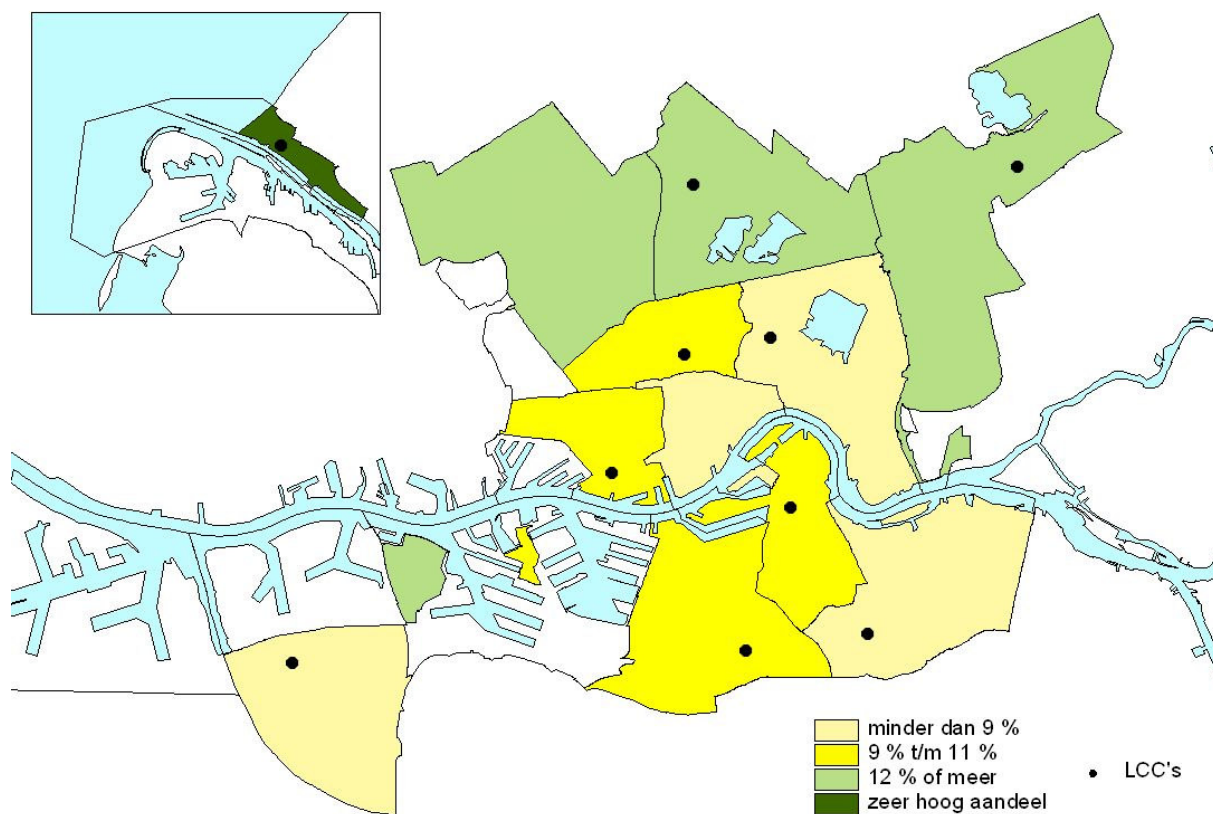 minder dan 9 %
9 % t/m 11 %
12 % of meer
zeer hoog aandeel
LCC's